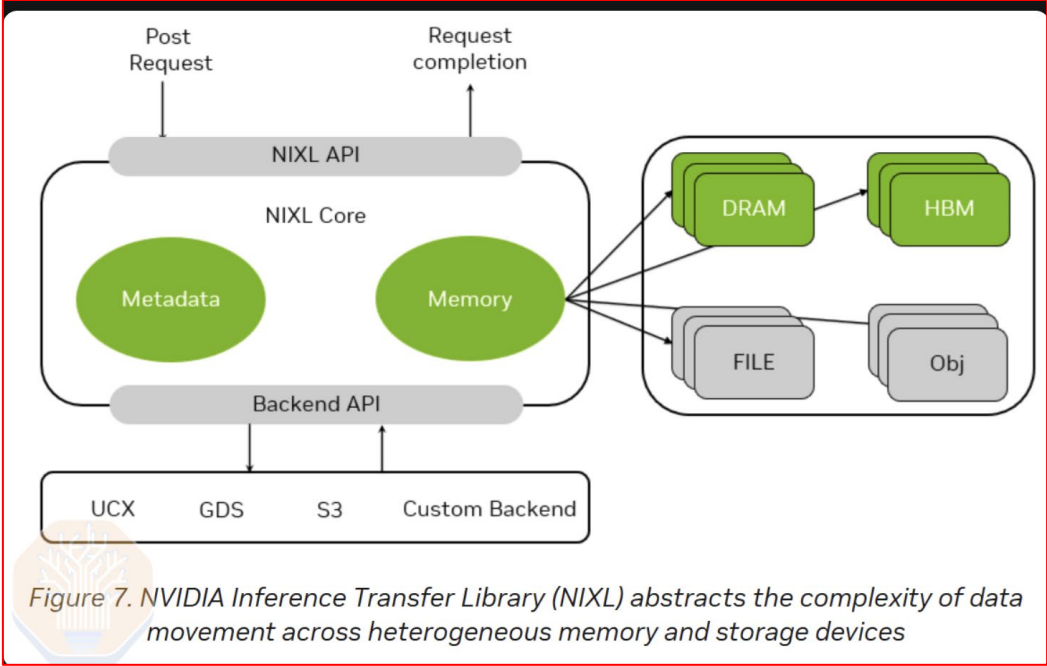 Post
Request
Request
completion
NIXL API
NIXL Core
Metadata
Memory
Backend API
UCX
GDS
S3
Custom Backend
DRAM
HBM
FILE
Obj
Figure 7. NVIDIA Inference Transfer Library (NIXL) abstracts the complexity of data
movement across heterogeneous memory and storage devices